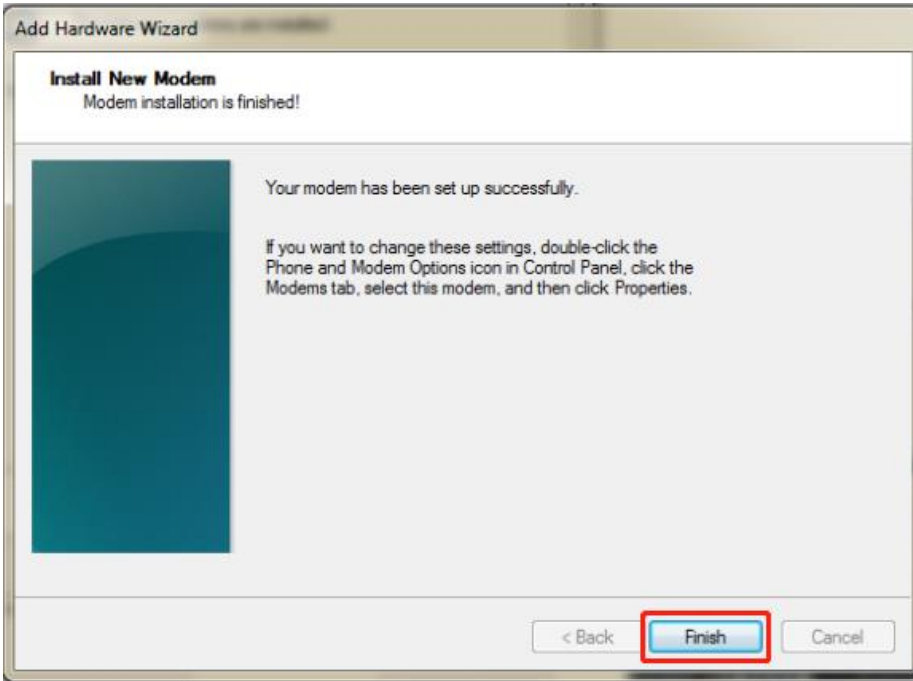 Add Hardware Wizard
Install New Modem
Modem installation is finished!
Your modem has been set up successfully.
If you want to change these settings, double-click the
Phone and Modem Options icon in Control Panel, click the
Modems tab, select this modem, and then click Properties.
< Back Finish Cancel